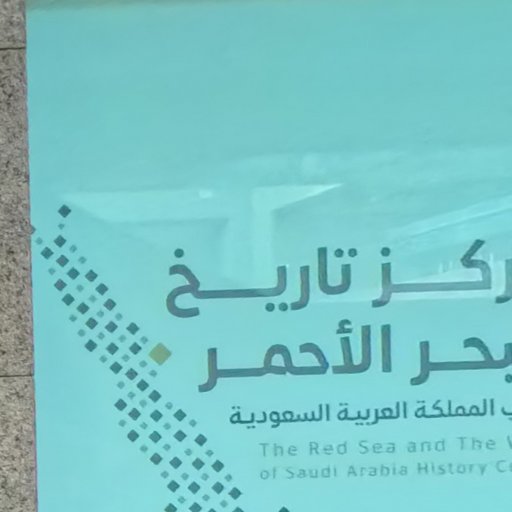 تاريخ
الأحمر
المملكة العربية السعودية
The Red Sea and The
of Saudi Arabia History